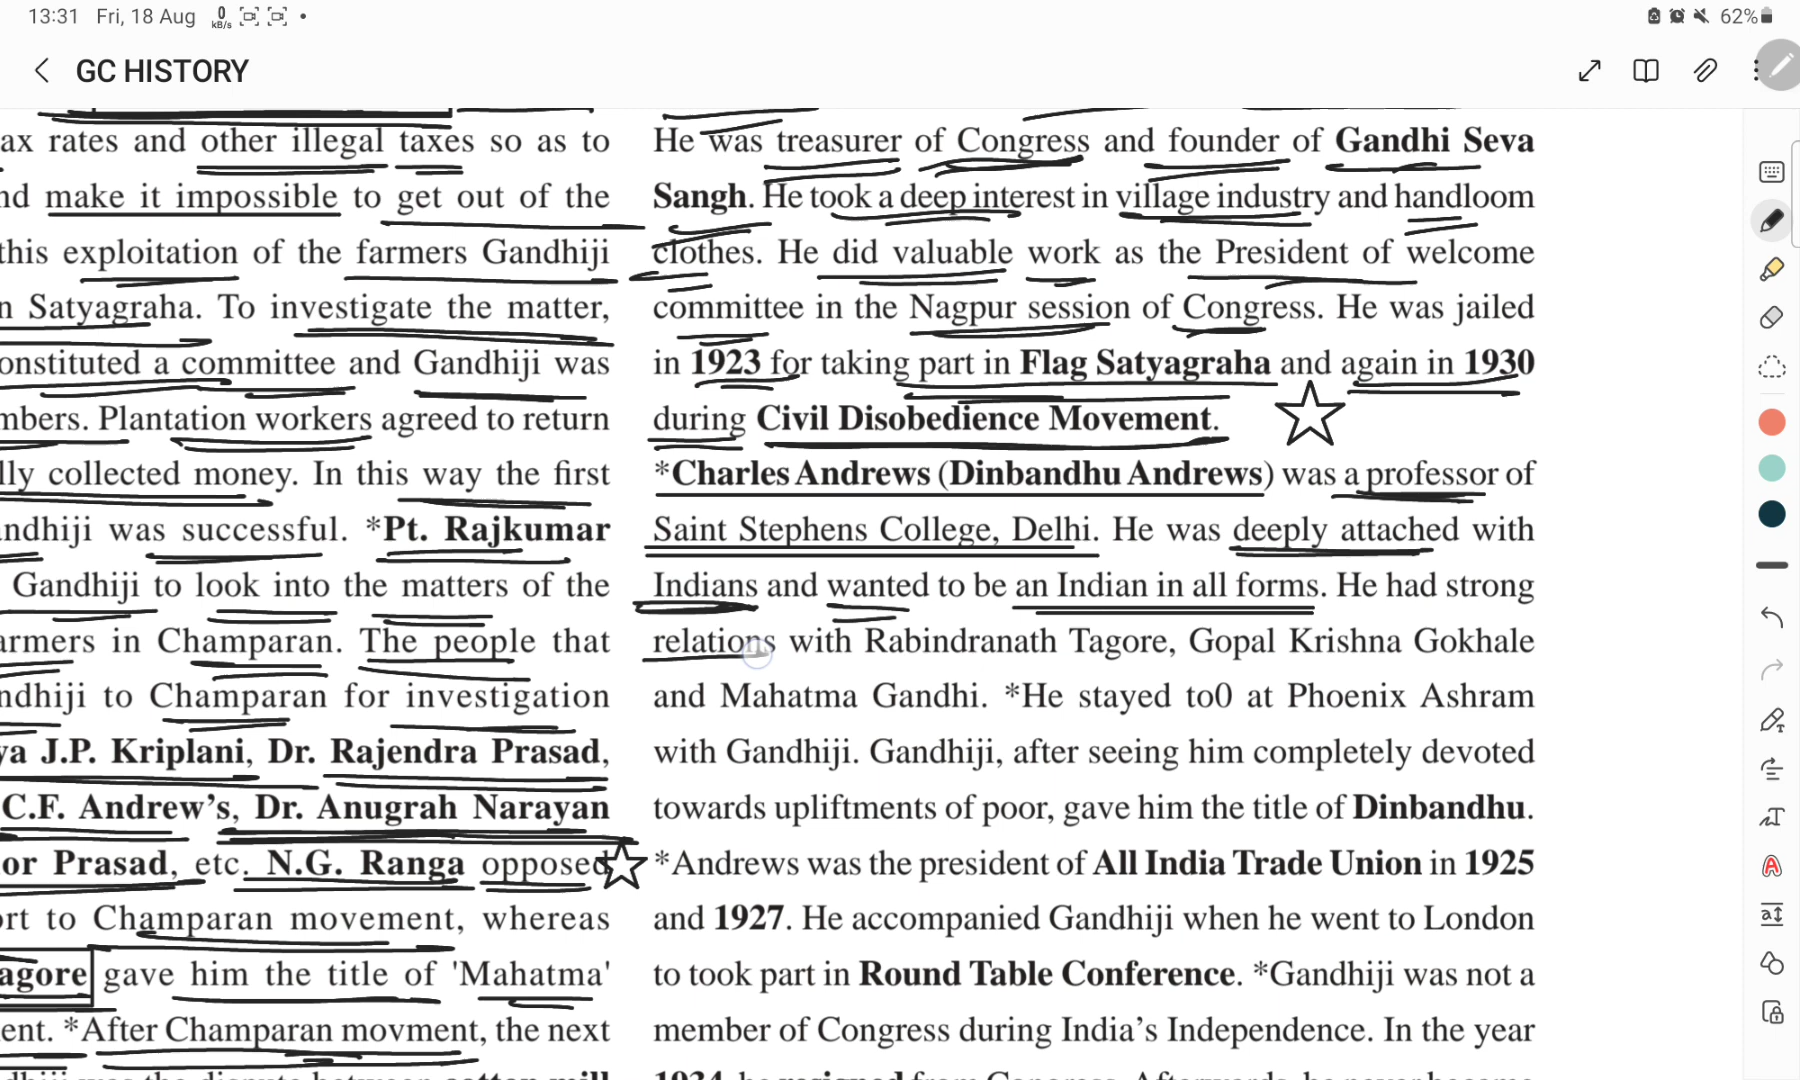 13:31 Fri, 18 Aug 0 kB/s 62%
GC HISTORY
ax rates and other illegal taxes so as to
nd make it impossible to get out of the
this exploitation of the farmers Gandhiji
n Satyagraha. To investigate the matter,
onstituted a committee and Gandhiji was
mbers. Plantation workers agreed to return
lly collected money. In this way the first
ndhiji was successful. *Pt. Rajkumar
Gandhiji to look into the matters of the
armers in Champaran. The people that
ndhiji to Champaran for investigation
ya J.P. Kriplani, Dr. Rajendra Prasad,
C.F. Andrew’s, Dr. Anugrah Narayan
or Prasad, etc. N.G. Ranga opposed
ort to Champaran movement, whereas
agore gave him the title of 'Mahatma'
ent. *After Champaran movment, the next
He was treasurer of Congress and founder of Gandhi Seva
Sangh. He took a deep interest in village industry and handloom
clothes. He did valuable work as the President of welcome
committee in the Nagpur session of Congress. He was jailed
in 1923 for taking part in Flag Satyagraha and again in 1930
during Civil Disobedience Movement.
*Charles Andrews (Dinbandhu Andrews) was a professor of
Saint Stephens College, Delhi. He was deeply attached with
Indians and wanted to be an Indian in all forms. He had strong
relations with Rabindranath Tagore, Gopal Krishna Gokhale
and Mahatma Gandhi. *He stayed to0 at Phoenix Ashram
with Gandhiji. Gandhiji, after seeing him completely devoted
towards upliftments of poor, gave him the title of Dinbandhu.
*Andrews was the president of All India Trade Union in 1925
and 1927. He accompanied Gandhiji when he went to London
to took part in Round Table Conference. *Gandhiji was not a
member of Congress during India’s Independence. In the year